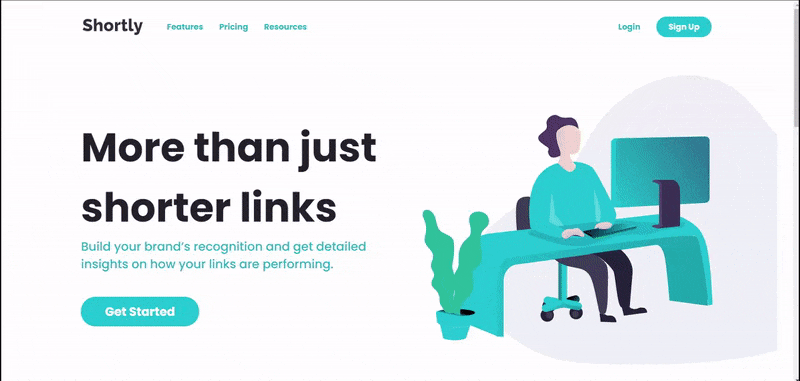 Shortly
Features Pricing Resources
Login
Sign Up
More than just
shorter links
Build your brand’s recognition and get detailed
insights on how your links are performing.
Get Started